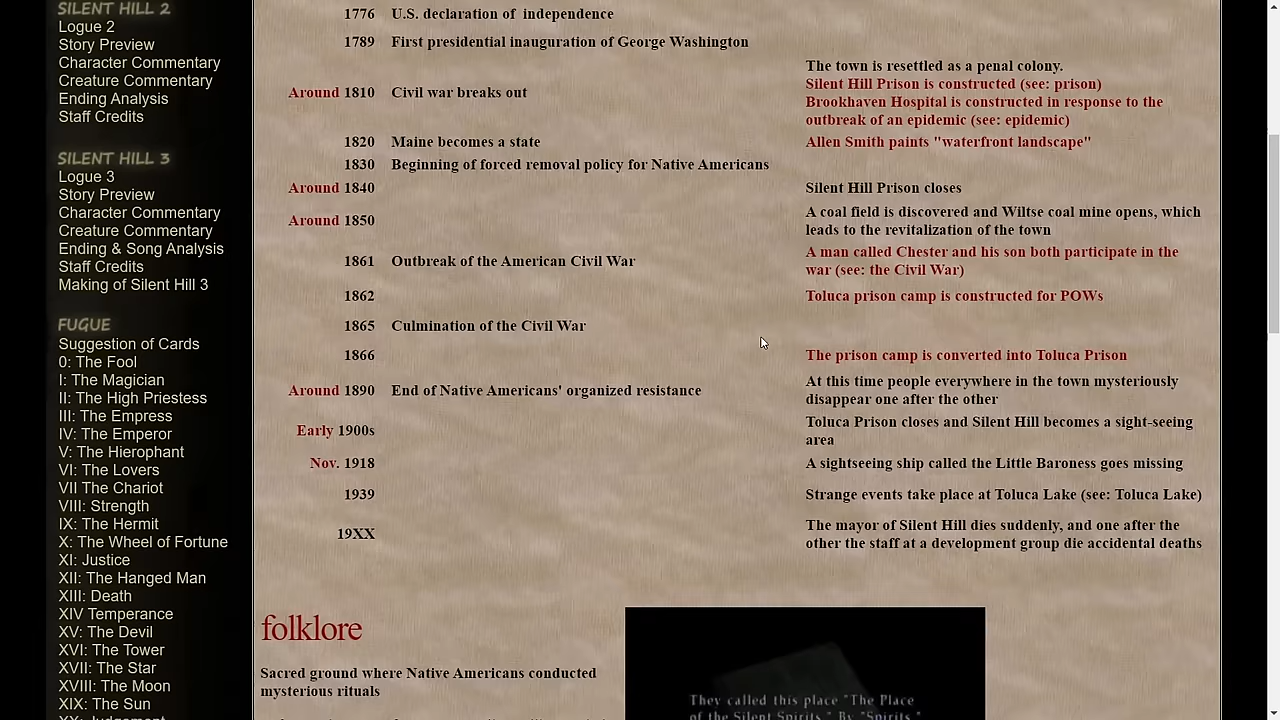 SILENT HILL 2
Logue 2
Story Preview
Character Commentary
Creature Commentary
Ending Analysis
Staff Credits
SILENT HILL 3
Logue 3
Story Preview
Character Commentary
Creature Commentary
Ending & Song Analysis
Staff Credits
Making of Silent Hill 3
FUGUE
Suggestion of Cards
0: The Fool
I: The Magician
II: The High Priestess
III: The Empress
IV: The Emperor
V: The Hierophant
VI: The Lovers
VII The Chariot
VIII: Strength
IX: The Hermit
X: The Wheel of Fortune
XI: Justice
XII: The Hanged Man
XIII: Death
XIV Temperance
XV: The Devil
XVI: The Tower
XVII: The Star
XVIII: The Moon
XIX: The Sun
XX: Judgement
1776 U.S. declaration of independence
1789 First presidential inauguration of George Washington
The town is resettled as a penal colony.
Silent Hill Prison is constructed (see: prison)
Around 1810 Civil war breaks out
Brookhaven Hospital is constructed in response to the
outbreak of an epidemic (see: epidemic)
1820 Maine becomes a state Allen Smith paints "waterfront landscape"
1830 Beginning of forced removal policy for Native Americans
Around 1840 Silent Hill Prison closes
Around 1850 A coal field is discovered and Wiltse coal mine opens, which
leads to the revitalization of the town
1861 Outbreak of the American Civil War A man called Chester and his son both participate in the
war (see: the Civil War)
1862 Toluca prison camp is constructed for POWs
1865 Culmination of the Civil War
1866 The prison camp is converted into Toluca Prison
Around 1890 End of Native Americans' organized resistance At this time people everywhere in the town mysteriously
disappear one after the other
Early 1900s Toluca Prison closes and Silent Hill becomes a sight-seeing
area
Nov. 1918 A sightseeing ship called the Little Baroness goes missing
1939 Strange events take place at Toluca Lake (see: Toluca Lake)
19XX The mayor of Silent Hill dies suddenly, and one after the
other the staff at a development group die accidental deaths
folklore
Sacred ground where Native Americans conducted
mysterious rituals
They called this place "The Place
of the Silent Spirits." By "Spirits,"